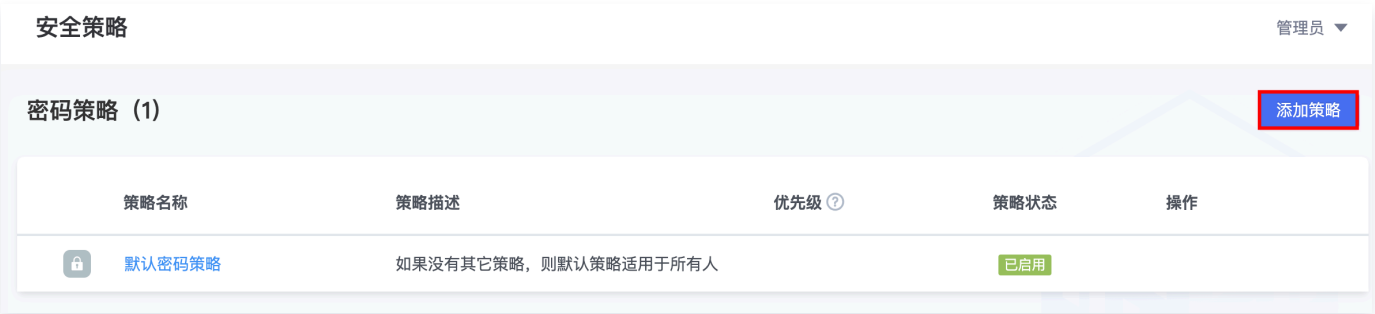 安全策略
管理员
密码策略（1）
添加策略
策略名称 策略描述 优先级 ? 策略状态 操作
默认密码策略 如果没有其它策略，则默认策略适用于所有人 已启用